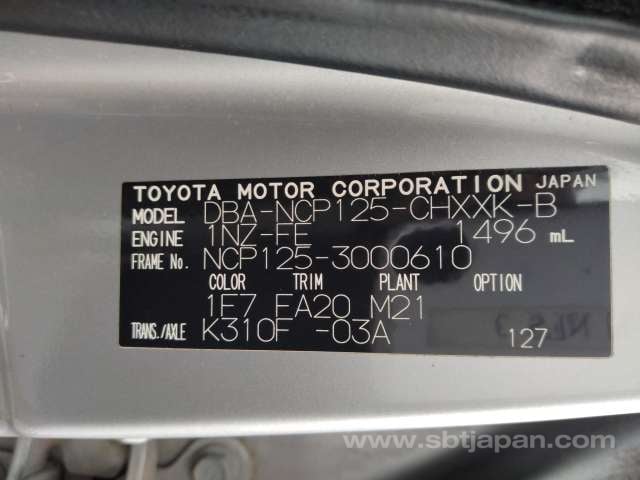 TOYOTA MOTOR CORPORATION JAPAN
MODEL DBA-NCP125-CHXXK-B
ENGINE 1NZ-FE 1496 mL
FRAME No. NCP125-3000610
COLOR TRIM PLANT OPTION
1F7 FA20 M21
TRANS./AXLE K310F -03A
127
www.sbtjapan.com